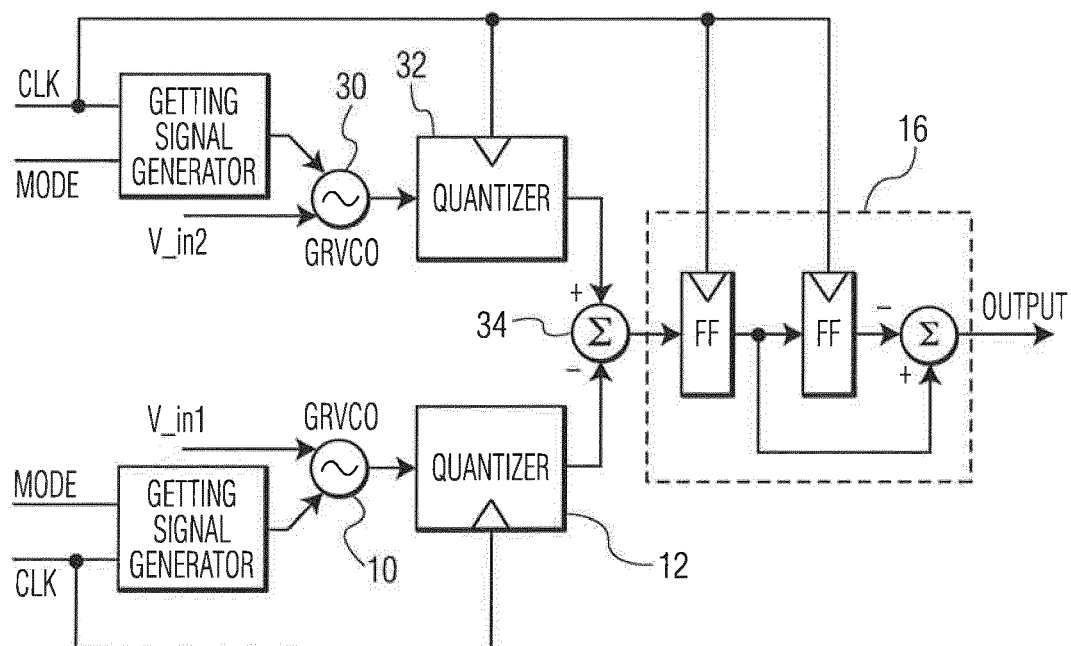 CLK
GETTING
SIGNAL
GENERATOR
MODE
V_in2
30
GRVCO
32
QUANTIZER
16
+
34
Σ
−
FF
FF
−
Σ
+
OUTPUT
V_in1
GRVCO
MODE
GETTING
SIGNAL
GENERATOR
CLK
10
QUANTIZER
12